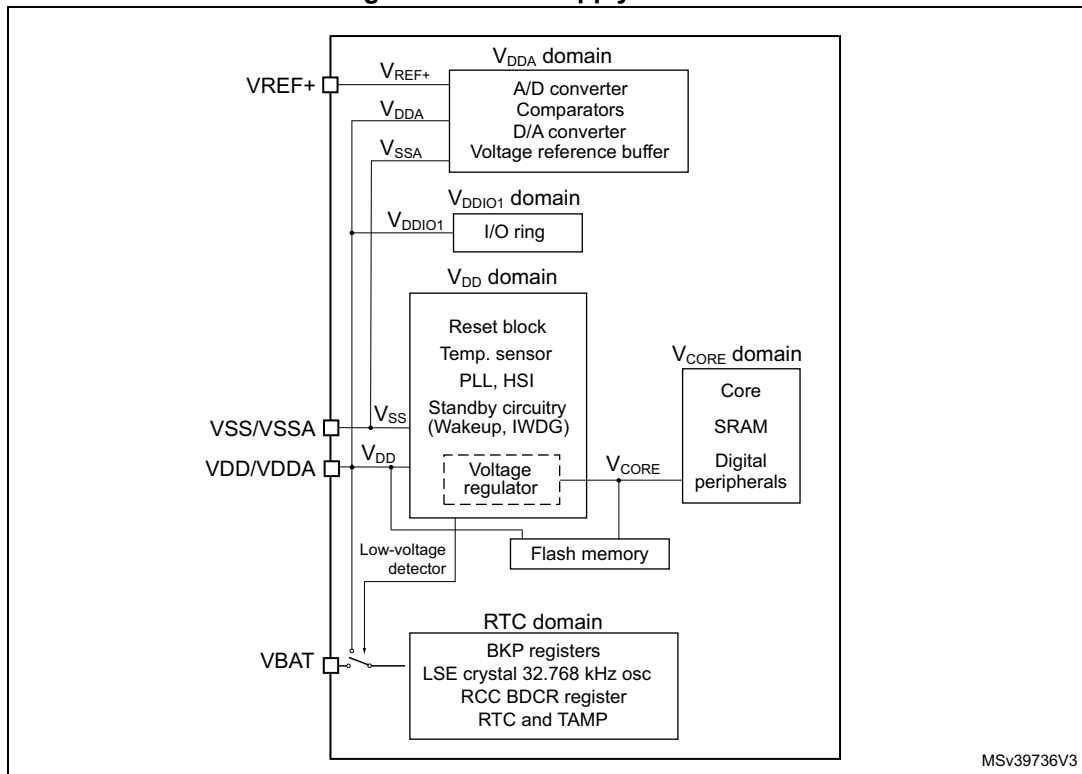 VREF+
VREF+
VDDA
VSSA
VDDA domain
A/D converter
Comparators
D/A converter
Voltage reference buffer
VDDIO1 domain
VDDIO1
I/O ring
VDD domain
Reset block
Temp. sensor
PLL, HSI
Standby circuitry
(Wakeup, IWDG)
Voltage
regulator
VSS/VSSA
VSS
VDD/VDDA
VDD
VCORE
VCORE domain
Core
SRAM
Digital
peripherals
Flash memory
Low-voltage
detector
VBAT
RTC domain
BKP registers
LSE crystal 32.768 kHz osc
RCC BDCR register
RTC and TAMP
MSv39736V3